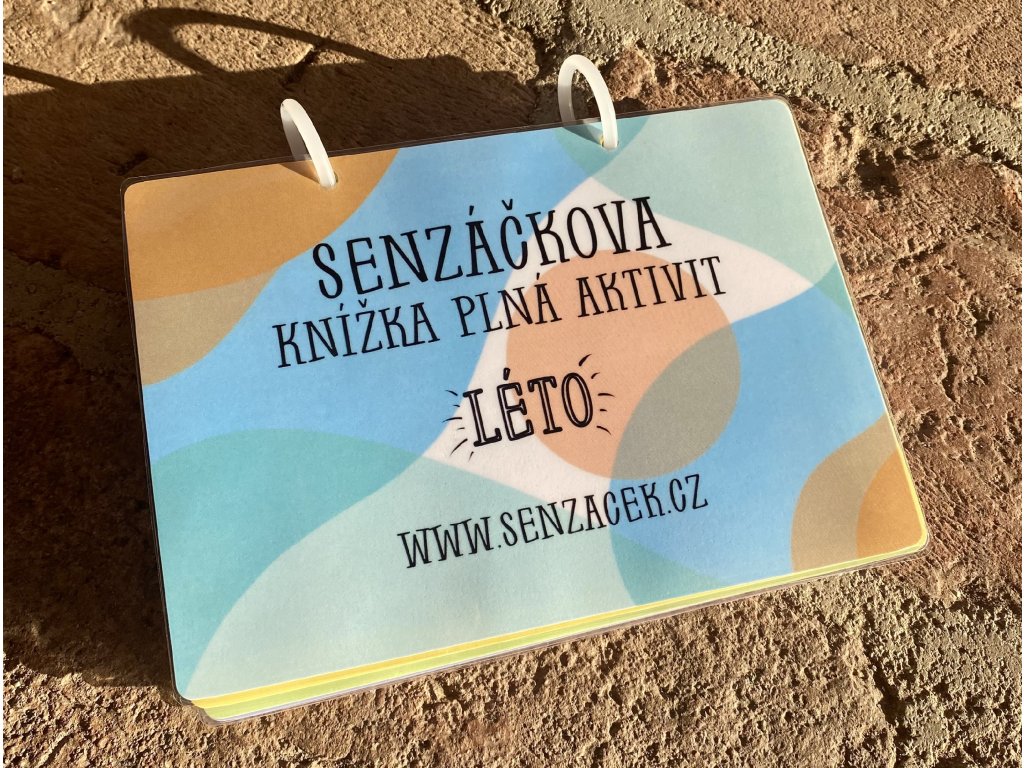 SENZÁČKOVA
KNÍŽKA PLNÁ AKTIVIT
LÉTO
WWW.SENZACEK.CZ